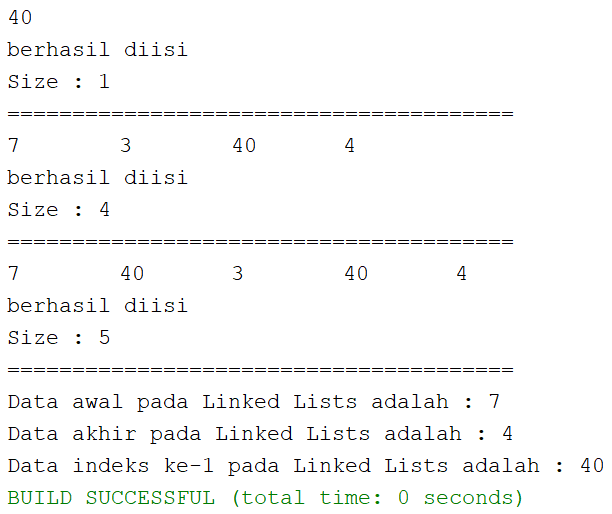 40
berhasil diisi
Size : 1
=======================================
7 3 40 4
berhasil diisi
Size : 4
=======================================
7 40 3 40 4
berhasil diisi
Size : 5
=======================================
Data awal pada Linked Lists adalah : 7
Data akhir pada Linked Lists adalah : 4
Data indeks ke-1 pada Linked Lists adalah : 40
BUILD SUCCESSFUL (total time: 0 seconds)